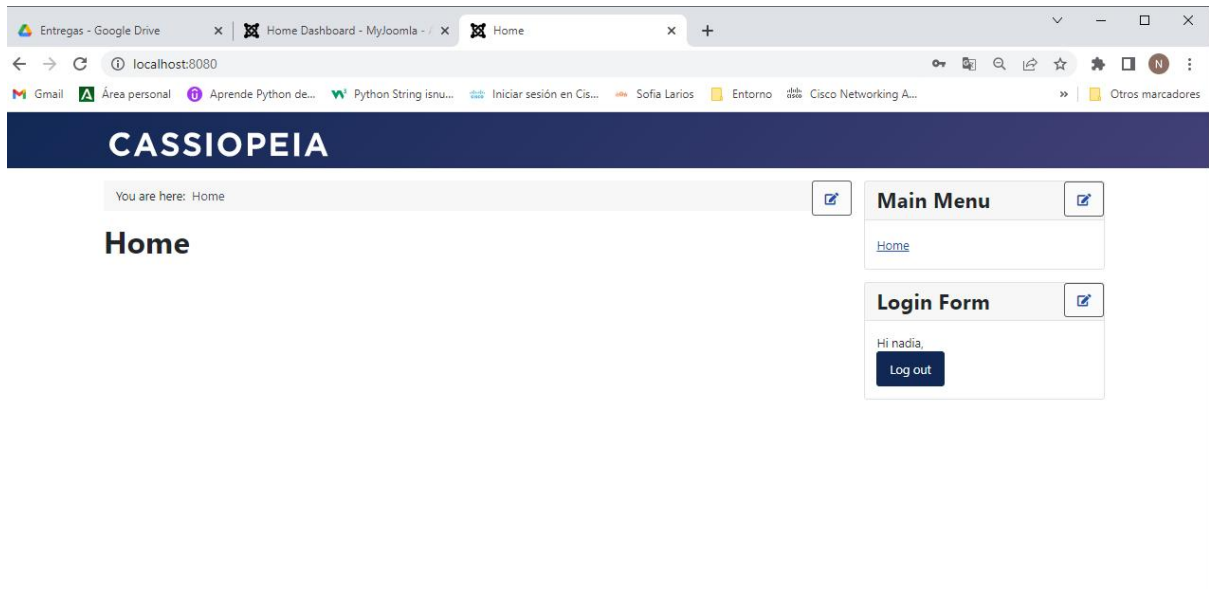 Entregas - Google Drive
Home Dashboard - MyJoomla - /
Home
localhost:8080
N
Gmail
Área personal
Aprende Python de...
Python String isnu...
Iniciar sesión en Cis...
Sofia Larios
Entorno
Cisco Networking A...
»
Otros marcadores
CASSIOPEIA
You are here: Home
Home
Main Menu
Home
Login Form
Hi nadia,
Log out